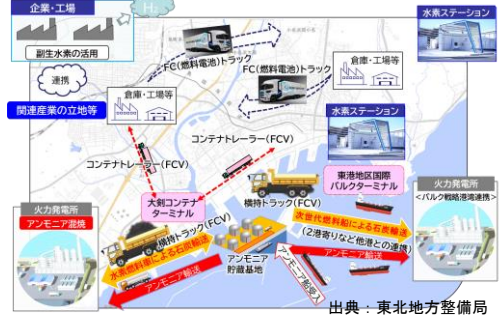 企業・工場
H₂
副生水素の活用
連携
関連産業の立地等
倉庫・工場等
FC(燃料電池)トラック
FC(燃料電池)トラック
水素ステーション
倉庫・工場等
水素ステーション
コンテナトレーラー(FCV)
コンテナトレーラー(FCV)
大剣コンテナ
ターミナル
横持トラック(FCV)
東港地区国際
バルクターミナル
火力発電所
アンモニア混焼
横持トラック(FCV)
水素燃料車による石炭輸送
アンモニア輸送
アンモニア
貯蔵基地
次世代燃料船による石炭輸送
(2港寄りなど他港との連携)
アンモニア輸送
アンモニア船受入
火力発電所
<バルク戦略港湾連携>
出典：東北地方整備局